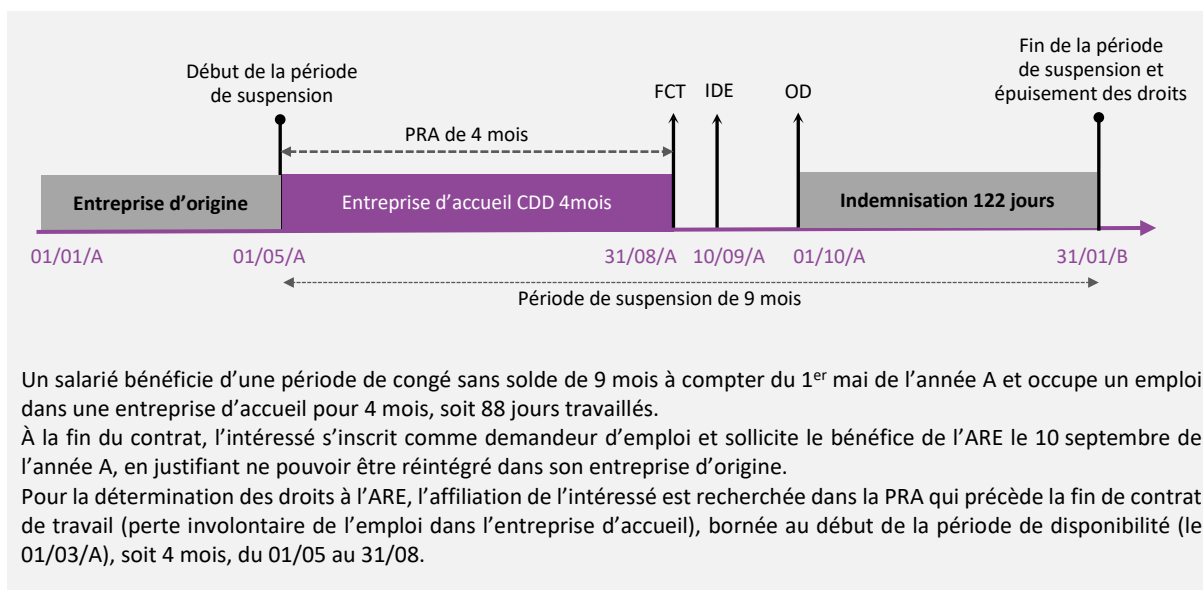 Début de la période
de suspension
FCT IDE OD
Fin de la période
de suspension et
épuisement des droits
PRA de 4 mois
Entreprise d’origine
Entreprise d’accueil CDD 4mois
Indemnisation 122 jours
01/01/A 01/05/A 31/08/A 10/09/A 01/10/A 31/01/B
Période de suspension de 9 mois
Un salarié bénéficie d’une période de congé sans solde de 9 mois à compter du 1er mai de l’année A et occupe un emploi
dans une entreprise d’accueil pour 4 mois, soit 88 jours travaillés.
À la fin du contrat, l’intéressé s’inscrit comme demandeur d’emploi et sollicite le bénéfice de l’ARE le 10 septembre de
l’année A, en justifiant ne pouvoir être réintégré dans son entreprise d’origine.
Pour la détermination des droits à l’ARE, l’affiliation de l’intéressé est recherchée dans la PRA qui précède la fin de contrat
de travail (perte involontaire de l’emploi dans l’entreprise d’accueil), bornée au début de la période de disponibilité (le
01/03/A), soit 4 mois, du 01/05 au 31/08.